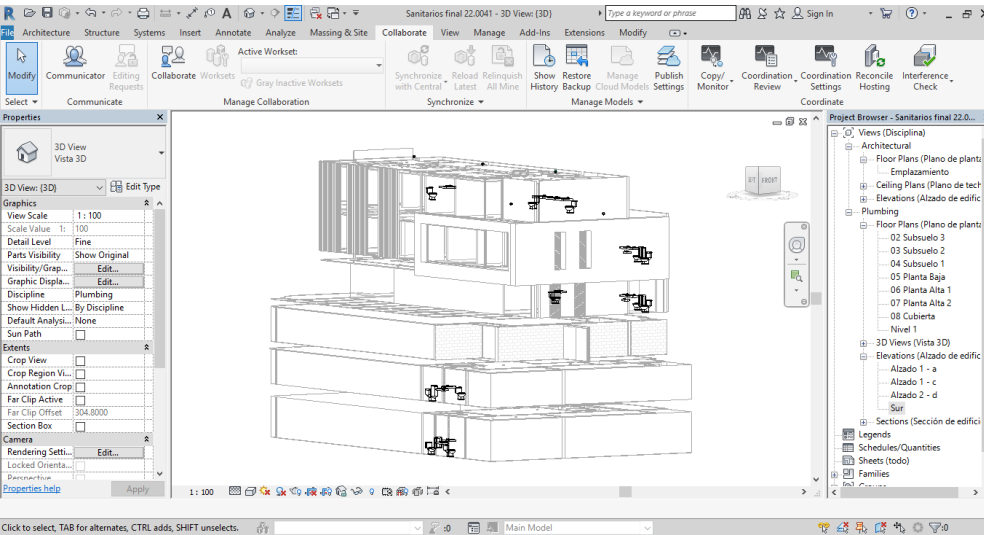 Sanitarios final 22.0041 - 3D View: {3D}
Type a keyword or phrase
Sign In
File Architecture Structure Systems Insert Annotate Analyze Massing & Site Collaborate View Manage Add-Ins Extensions Modify
Modify
Select
Communicator
Editing Requests
Communicate
Collaborate
Worksets
Active Workset:
Gray Inactive Worksets
Manage Collaboration
Synchronize with Central
Reload Latest
Relinquish All Mine
Synchronize
Show History
Restore Backup
Manage Cloud Models
Publish Settings
Manage Models
Copy/ Monitor
Coordination Review
Coordination Settings
Reconcile Hosting
Interference Check
Coordinate
Properties
3D View
Vista 3D
3D View: {3D}
Edit Type
Graphics
View Scale 1 : 100
Scale Value 1: 100
Detail Level Fine
Parts Visibility Show Original
Visibility/Grap... Edit...
Graphic Displa... Edit...
Discipline Plumbing
Show Hidden L... By Discipline
Default Analysi... None
Sun Path
Extents
Crop View
Crop Region Vi...
Annotation Crop
Far Clip Active
Far Clip Offset 304.8000
Section Box
Camera
Rendering Setti... Edit...
Locked Orienta...
Perspective
Properties help
Apply
FRONT
1 : 100
Project Browser - Sanitarios final 22.0...
Views (Disciplina)
Architectural
Floor Plans (Plano de planta
Emplazamiento
Ceiling Plans (Plano de tech
Elevations (Alzado de edific
Plumbing
Floor Plans (Plano de planta
02 Subsuelo 3
03 Subsuelo 2
04 Subsuelo 1
05 Planta Baja
06 Planta Alta 1
07 Planta Alta 2
08 Cubierta
Nivel 1
3D Views (Vista 3D)
Elevations (Alzado de edific
Alzado 1 - a
Alzado 1 - c
Alzado 2 - d
Sur
Sections (Sección de edifici
Legends
Schedules/Quantities
Sheets (todo)
Families
Click to select, TAB for alternates, CTRL adds, SHIFT unselects.
:0
Main Model
:0